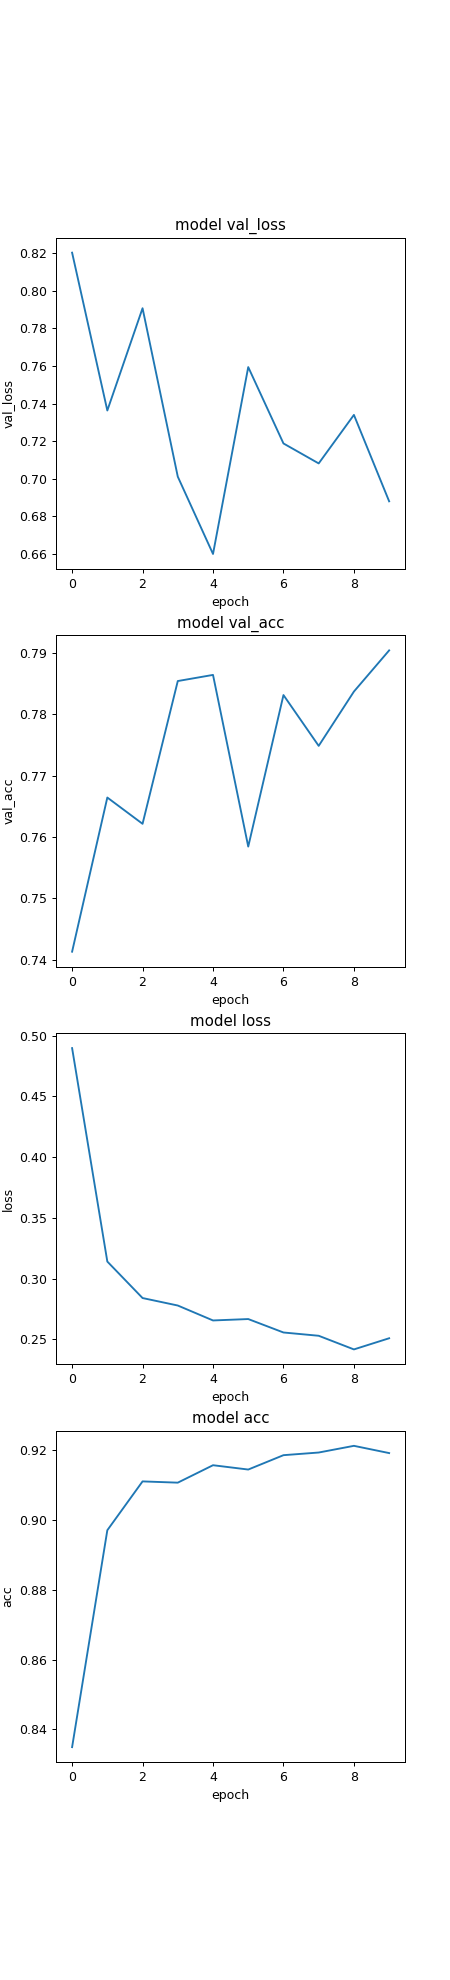 model val_loss
0.82
0.80
0.78
0.76
0.74
0.72
0.70
0.68
0.66
val_loss
0 2 4 6 8
epoch
model val_acc
0.79
0.78
0.77
0.76
0.75
0.74
val_acc
0 2 4 6 8
epoch
model loss
0.50
0.45
0.40
0.35
0.30
0.25
loss
0 2 4 6 8
epoch
model acc
0.92
0.90
0.88
0.86
0.84
acc
0 2 4 6 8
epoch